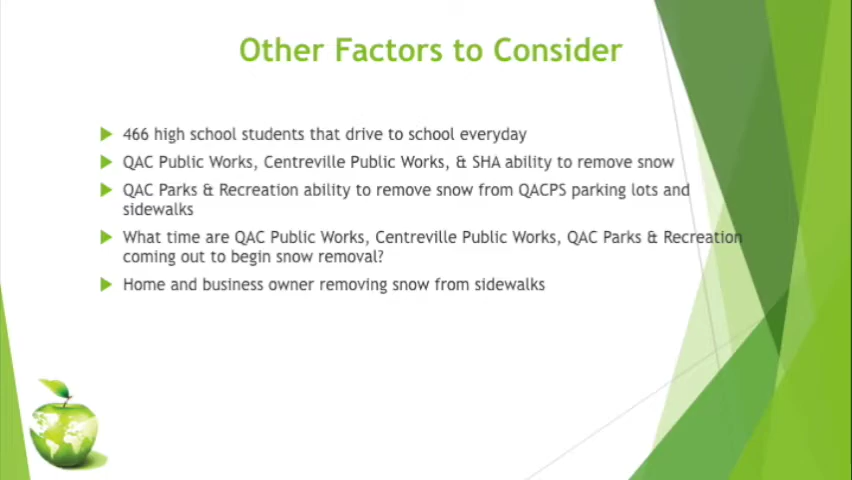 Other Factors to Consider
466 high school students that drive to school everyday
QAC Public Works, Centreville Public Works, & SHA ability to remove snow
QAC Parks & Recreation ability to remove snow from QACPS parking lots and
sidewalks
What time are QAC Public Works, Centreville Public Works, QAC Parks & Recreation
coming out to begin snow removal?
Home and business owner removing snow from sidewalks